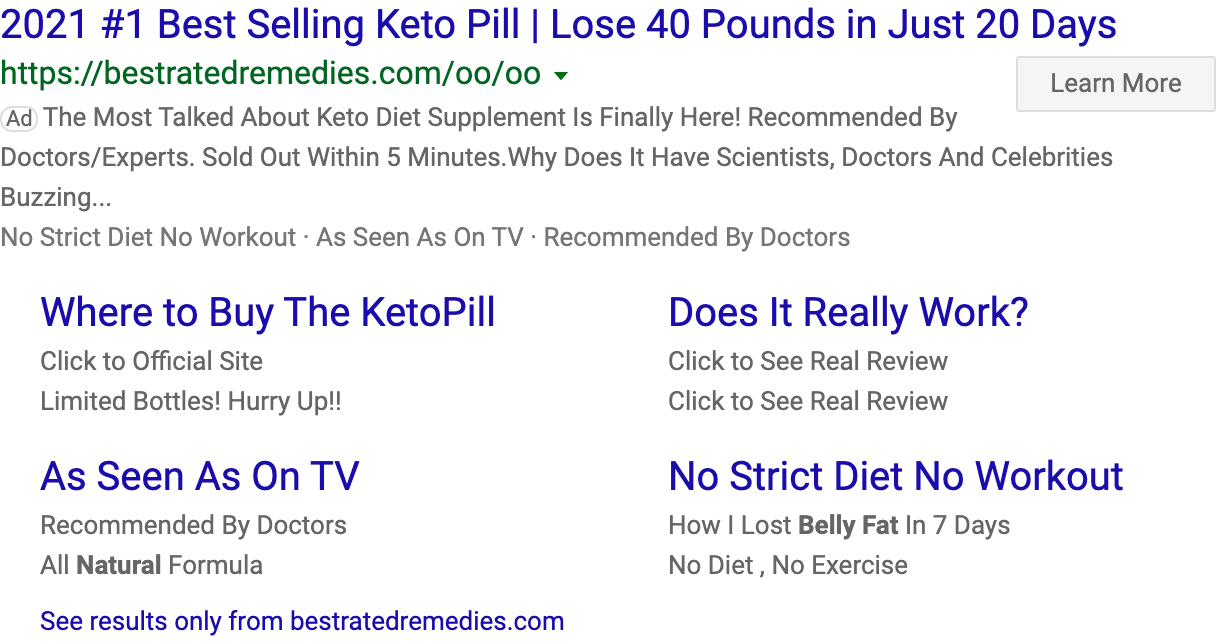 2021 #1 Best Selling Keto Pill | Lose 40 Pounds in Just 20 Days
https://bestratedremedies.com/oo/oo
Learn More
Ad The Most Talked About Keto Diet Supplement Is Finally Here! Recommended By
Doctors/Experts. Sold Out Within 5 Minutes.Why Does It Have Scientists, Doctors And Celebrities
Buzzing...
No Strict Diet No Workout · As Seen As On TV · Recommended By Doctors
Where to Buy The KetoPill
Click to Official Site
Limited Bottles! Hurry Up!!
Does It Really Work?
Click to See Real Review
Click to See Real Review
As Seen As On TV
Recommended By Doctors
All Natural Formula
No Strict Diet No Workout
How I Lost Belly Fat In 7 Days
No Diet , No Exercise
See results only from bestratedremedies.com